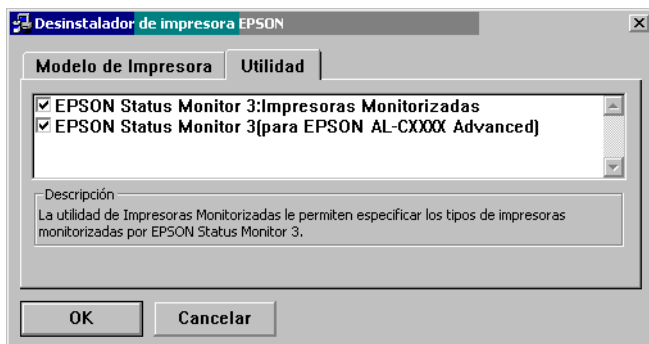 Desinstalador de impresora EPSON
Modelo de Impresora
Utilidad
EPSON Status Monitor 3:Impresoras Monitorizadas
EPSON Status Monitor 3(para EPSON AL-CXXXX Advanced)
Descripción
La utilidad de Impresoras Monitorizadas le permiten especificar los tipos de impresoras
monitorizadas por EPSON Status Monitor 3.
OK
Cancelar